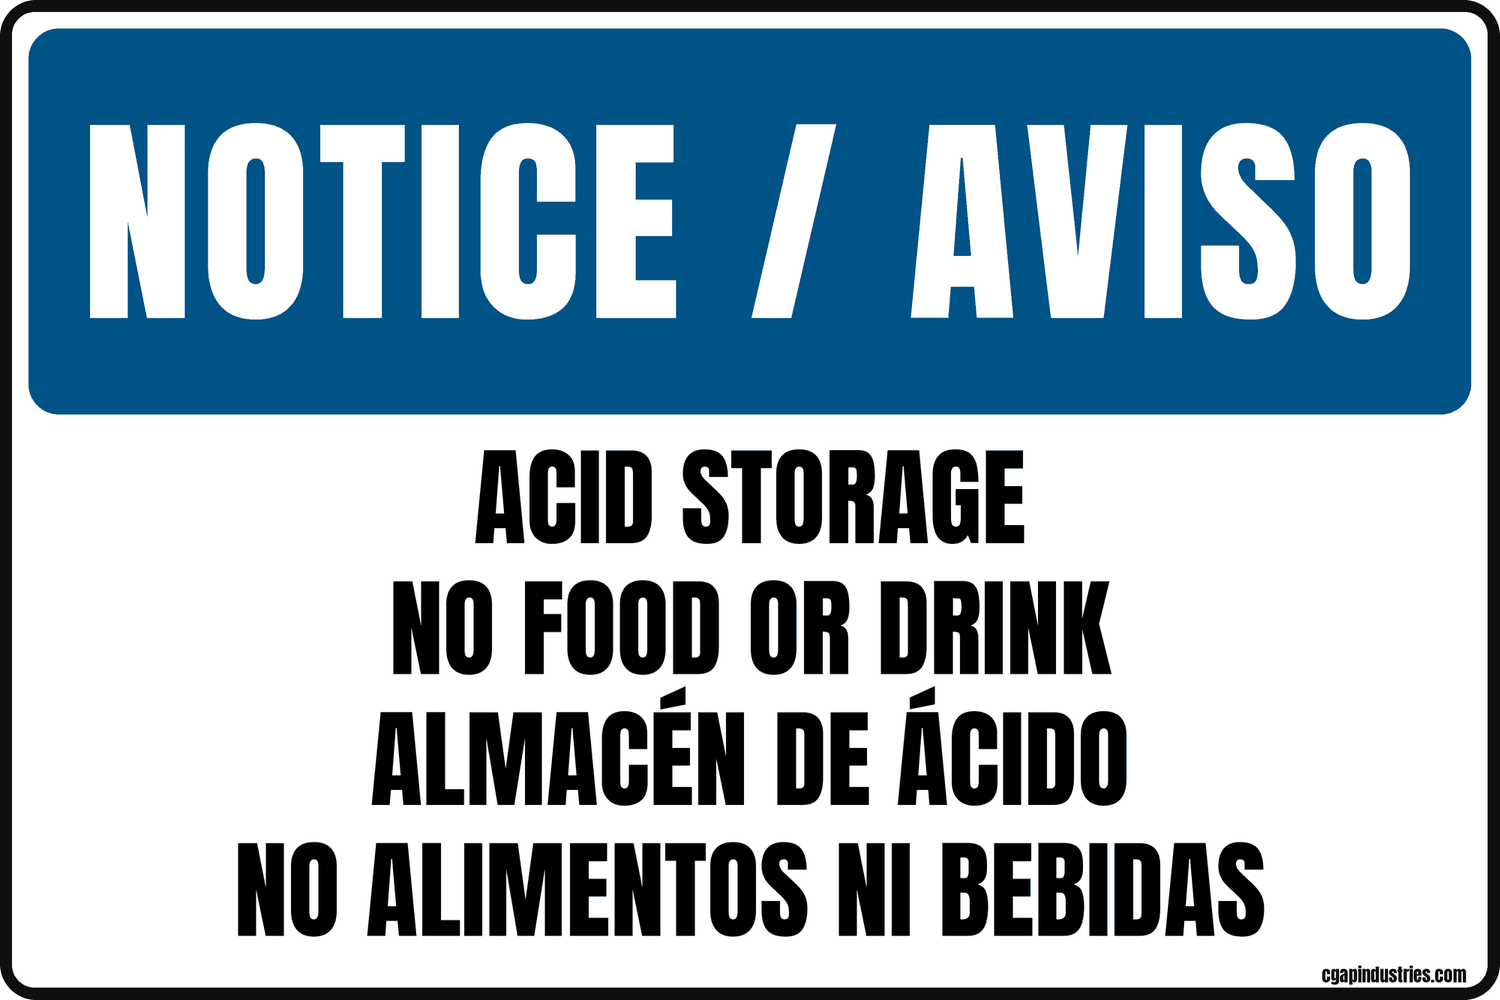 NOTICE / AVISO
ACID STORAGE
NO FOOD OR DRINK
ALMACÉN DE ÁCIDO
NO ALIMENTOS NI BEBIDAS
cgapindustries.com